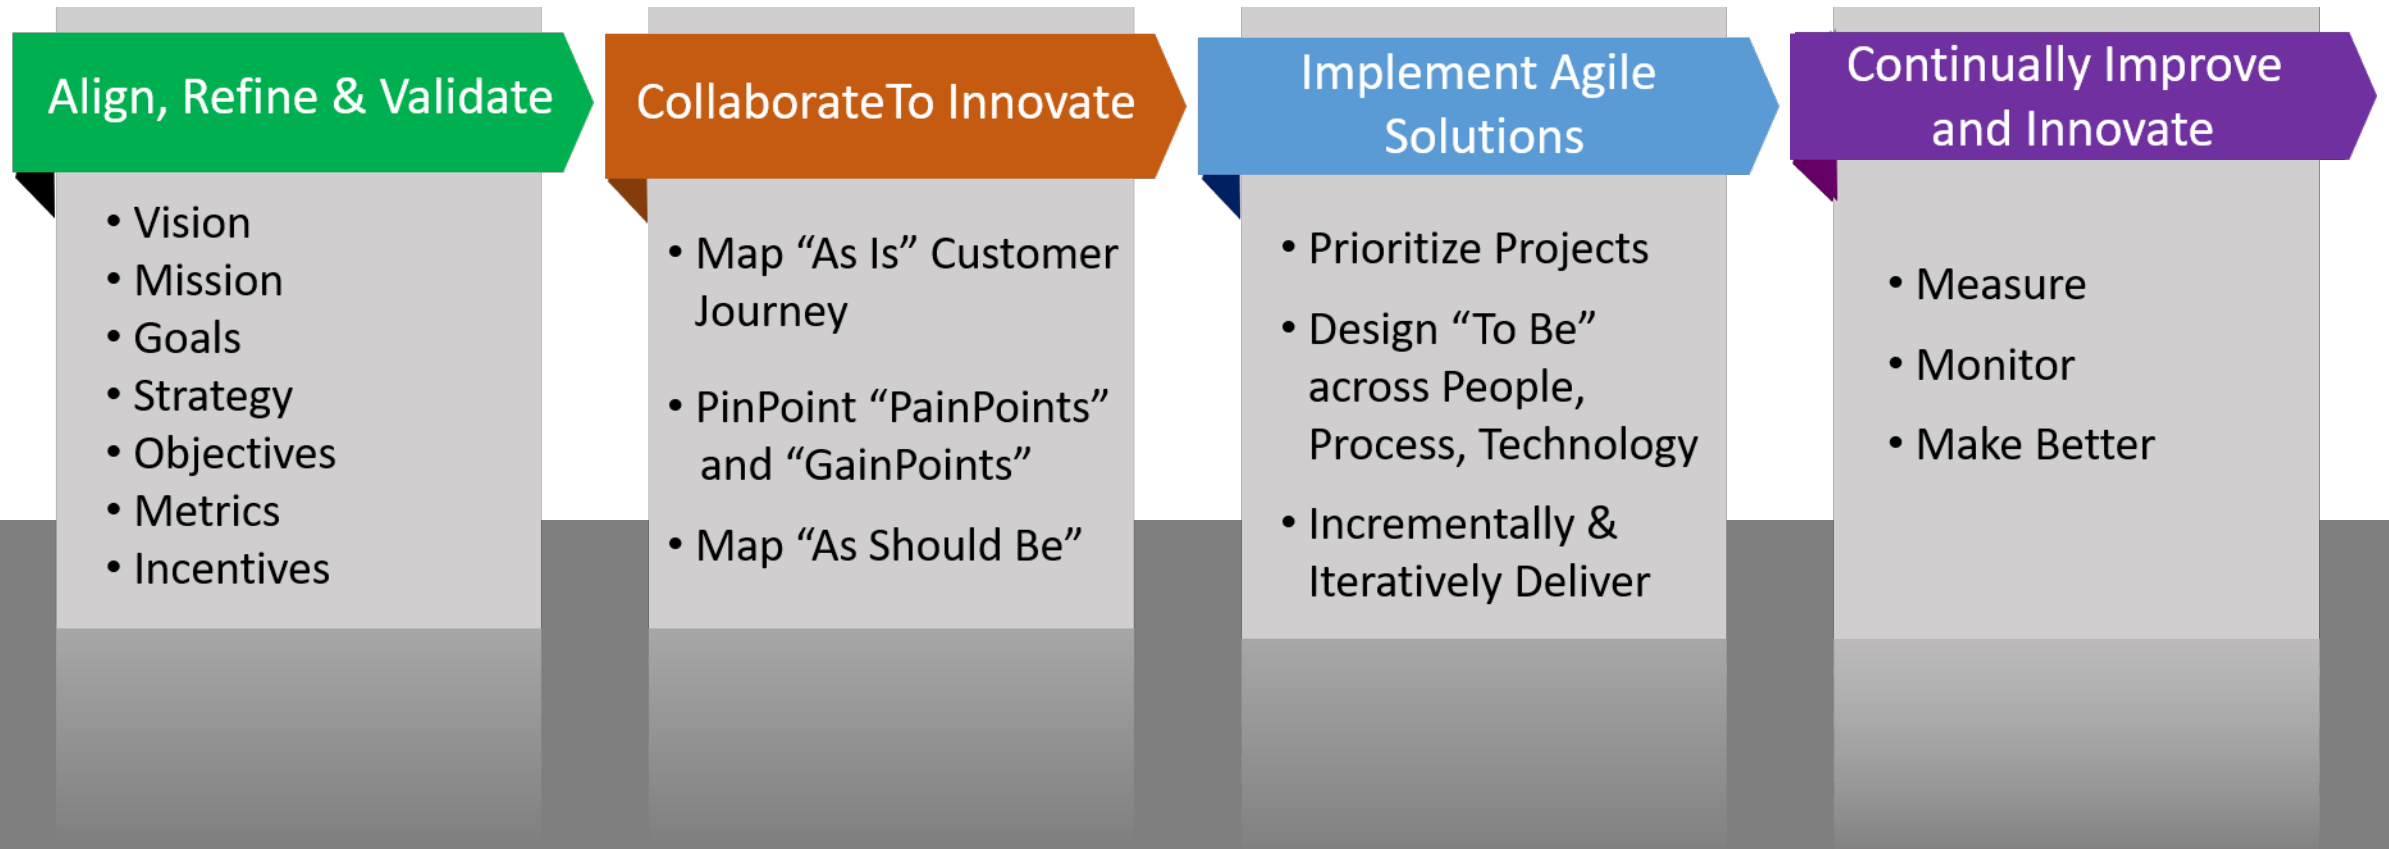 Align, Refine & Validate
• Vision
• Mission
• Goals
• Strategy
• Objectives
• Metrics
• Incentives
CollaborateTo Innovate
• Map “As Is” Customer
Journey
• PinPoint “PainPoints”
and “GainPoints”
• Map “As Should Be”
Implement Agile
Solutions
• Prioritize Projects
• Design “To Be”
across People,
Process, Technology
• Incrementally &
Iteratively Deliver
Continually Improve
and Innovate
• Measure
• Monitor
• Make Better